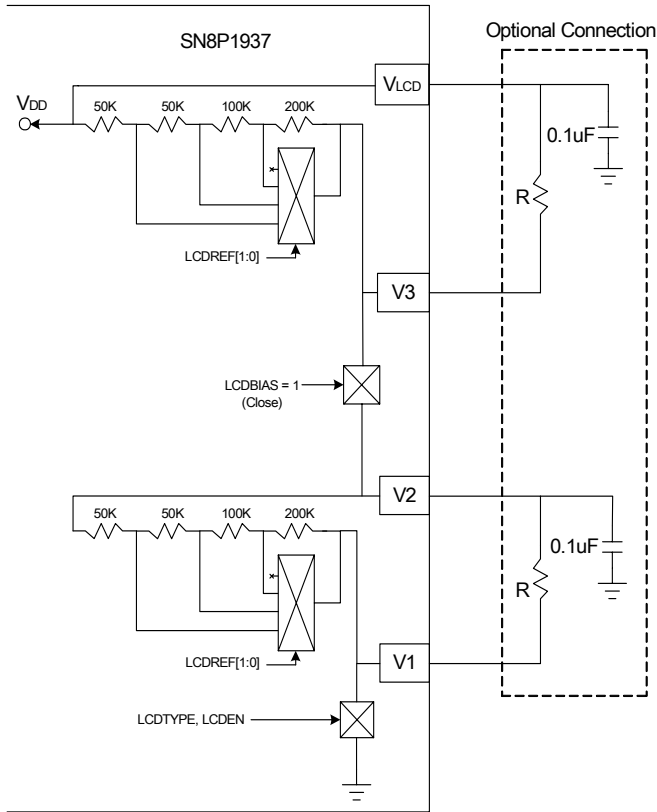 SN8P1937
Optional Connection
VLCD
VDD
50K 50K 100K 200K
0.1uF
R
LCDREF[1:0]
V3
LCDBIAS = 1
(Close)
V2
50K 50K 100K 200K
0.1uF
R
LCDREF[1:0]
V1
LCDTYPE, LCDEN